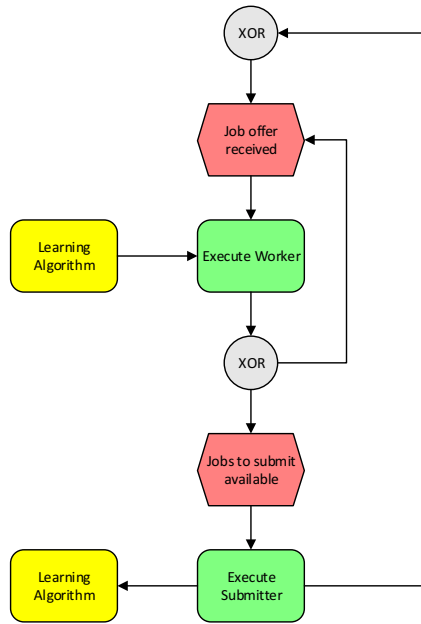 XOR
Job offer
received
Learning
Algorithm
Execute Worker
XOR
Jobs to submit
available
Learning
Algorithm
Execute
Submitter